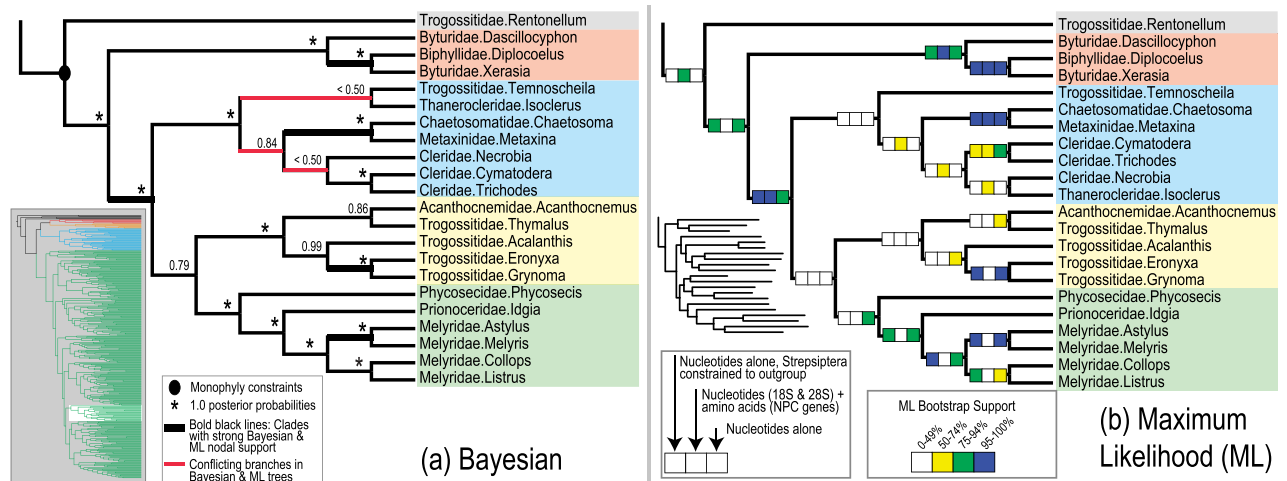 Trogossitidae.Rentonellum
Byturidae.Dascillocyphon
Biphyllidae.Diplocoelus
Byturidae.Xerasia
Trogossitidae.Temnoscheila
Thanerocleridae.Isoclerus
Chaetosomatidae.Chaetosoma
Metaxinidae.Metaxina
Cleridae.Necrobia
Cleridae.Cymatodera
Cleridae.Trichodes
Acanthocnemidae.Acanthocnemus
Trogossitidae.Thymalus
Trogossitidae.Acalanthis
Trogossitidae.Eronyxa
Trogossitidae.Grynoma
Phycosecidae.Phycosecis
Prionoceridae.Idgia
Melyridae.Astylus
Melyridae.Melyris
Melyridae.Collops
Melyridae.Listrus
*
*
*
*
< 0.50
*
*
0.84
< 0.50
*
*
0.86
*
0.99
*
0.79
*
*
*
*
Monophyly constraints
* 1.0 posterior probabilities
Bold black lines: Clades
with strong Bayesian &
ML nodal support
Conflicting branches in
Bayesian & ML trees
(a) Bayesian
Trogossitidae.Rentonellum
Byturidae.Dascillocyphon
Biphyllidae.Diplocoelus
Byturidae.Xerasia
Trogossitidae.Temnoscheila
Chaetosomatidae.Chaetosoma
Metaxinidae.Metaxina
Cleridae.Cymatodera
Cleridae.Trichodes
Cleridae.Necrobia
Thanerocleridae.Isoclerus
Acanthocnemidae.Acanthocnemus
Trogossitidae.Thymalus
Trogossitidae.Acalanthis
Trogossitidae.Eronyxa
Trogossitidae.Grynoma
Phycosecidae.Phycosecis
Prionoceridae.Idgia
Melyridae.Astylus
Melyridae.Melyris
Melyridae.Collops
Melyridae.Listrus
Nucleotides alone, Strepsiptera
constrained to outgroup
Nucleotides (18S & 28S) +
amino acids (NPC genes)
Nucleotides alone
ML Bootstrap Support
0-49%
50-74%
75-94%
95-100%
(b) Maximum
Likelihood (ML)